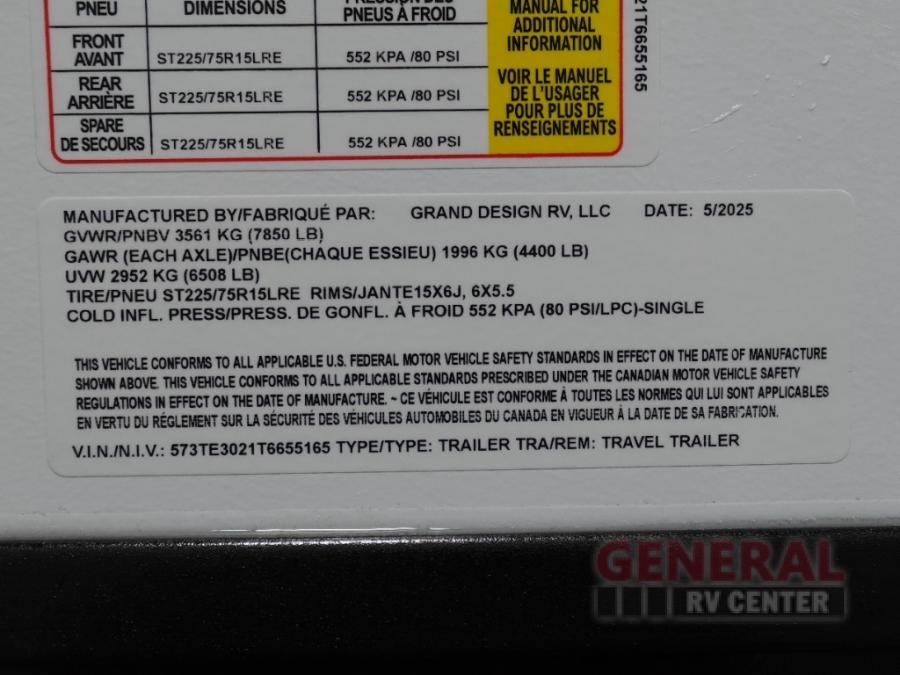 PNEU DIMENSIONS PNEUS À FROID
FRONT AVANT ST225/75R15LRE 552 KPA /80 PSI
REAR ARRIÈRE ST225/75R15LRE 552 KPA /80 PSI
SPARE DE SECOURS ST225/75R15LRE 552 KPA /80 PSI
MANUAL FOR
ADDITIONAL
INFORMATION
VOIR LE MANUEL
DE L'USAGER
POUR PLUS DE
RENSEIGNEMENTS
21T6655165
MANUFACTURED BY/FABRIQUÉ PAR: GRAND DESIGN RV, LLC DATE: 5/2025
GVWR/PNBV 3561 KG (7850 LB)
GAWR (EACH AXLE)/PNBE(CHAQUE ESSIEU) 1996 KG (4400 LB)
UVW 2952 KG (6508 LB)
TIRE/PNEU ST225/75R15LRE RIMS/JANTE15X6J, 6X5.5
COLD INFL. PRESS/PRESS. DE GONFL. À FROID 552 KPA (80 PSI/LPC)-SINGLE
THIS VEHICLE CONFORMS TO ALL APPLICABLE U.S. FEDERAL MOTOR VEHICLE SAFETY STANDARDS IN EFFECT ON THE DATE OF MANUFACTURE
SHOWN ABOVE. THIS VEHICLE CONFORMS TO ALL APPLICABLE STANDARDS PRESCRIBED UNDER THE CANADIAN MOTOR VEHICLE SAFETY
REGULATIONS IN EFFECT ON THE DATE OF MANUFACTURE. ~ CE VÉHICULE EST CONFORME À TOUTES LES NORMES QUI LUI SONT APPLICABLES
EN VERTU DU RÉGLEMENT SUR LA SÉCURITÉ DES VÉHICULES AUTOMOBILES DU CANADA EN VIGUEUR À LA DATE DE SA FABRICATION.
V.I.N./N.I.V.: 573TE3021T6655165 TYPE/TYPE: TRAILER TRA/REM: TRAVEL TRAILER
GENERAL
RV CENTER